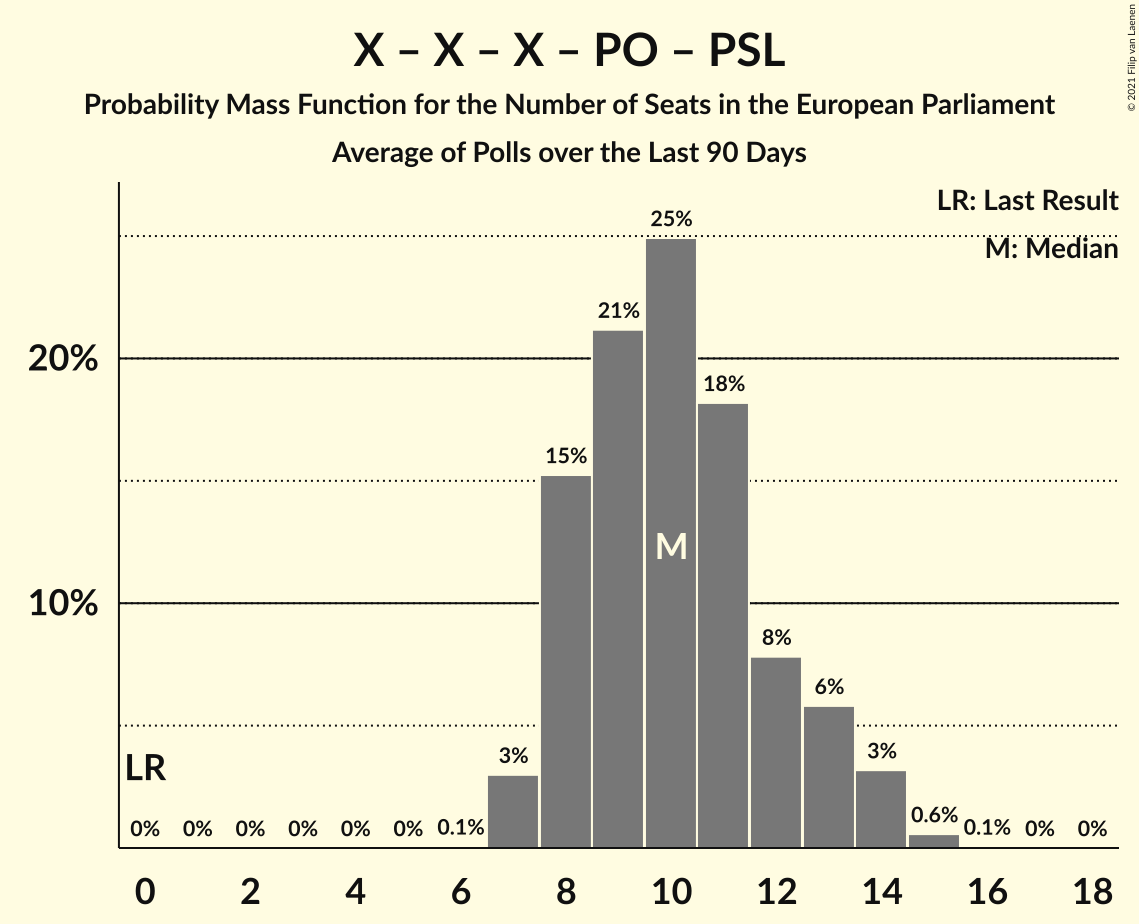 X – X – X – PO – PSL
Probability Mass Function for the Number of Seats in the European Parliament
Average of Polls over the Last 90 Days
© 2021 Filip van Laenen
LR: Last Result
M: Median
20%
10%
25%
21%
18%
15%
M
8%
6%
LR
3%
3%
0% 0% 0% 0% 0% 0% 0.1% 0.6% 0.1% 0% 0%
0 2 4 6 8 10 12 14 16 18